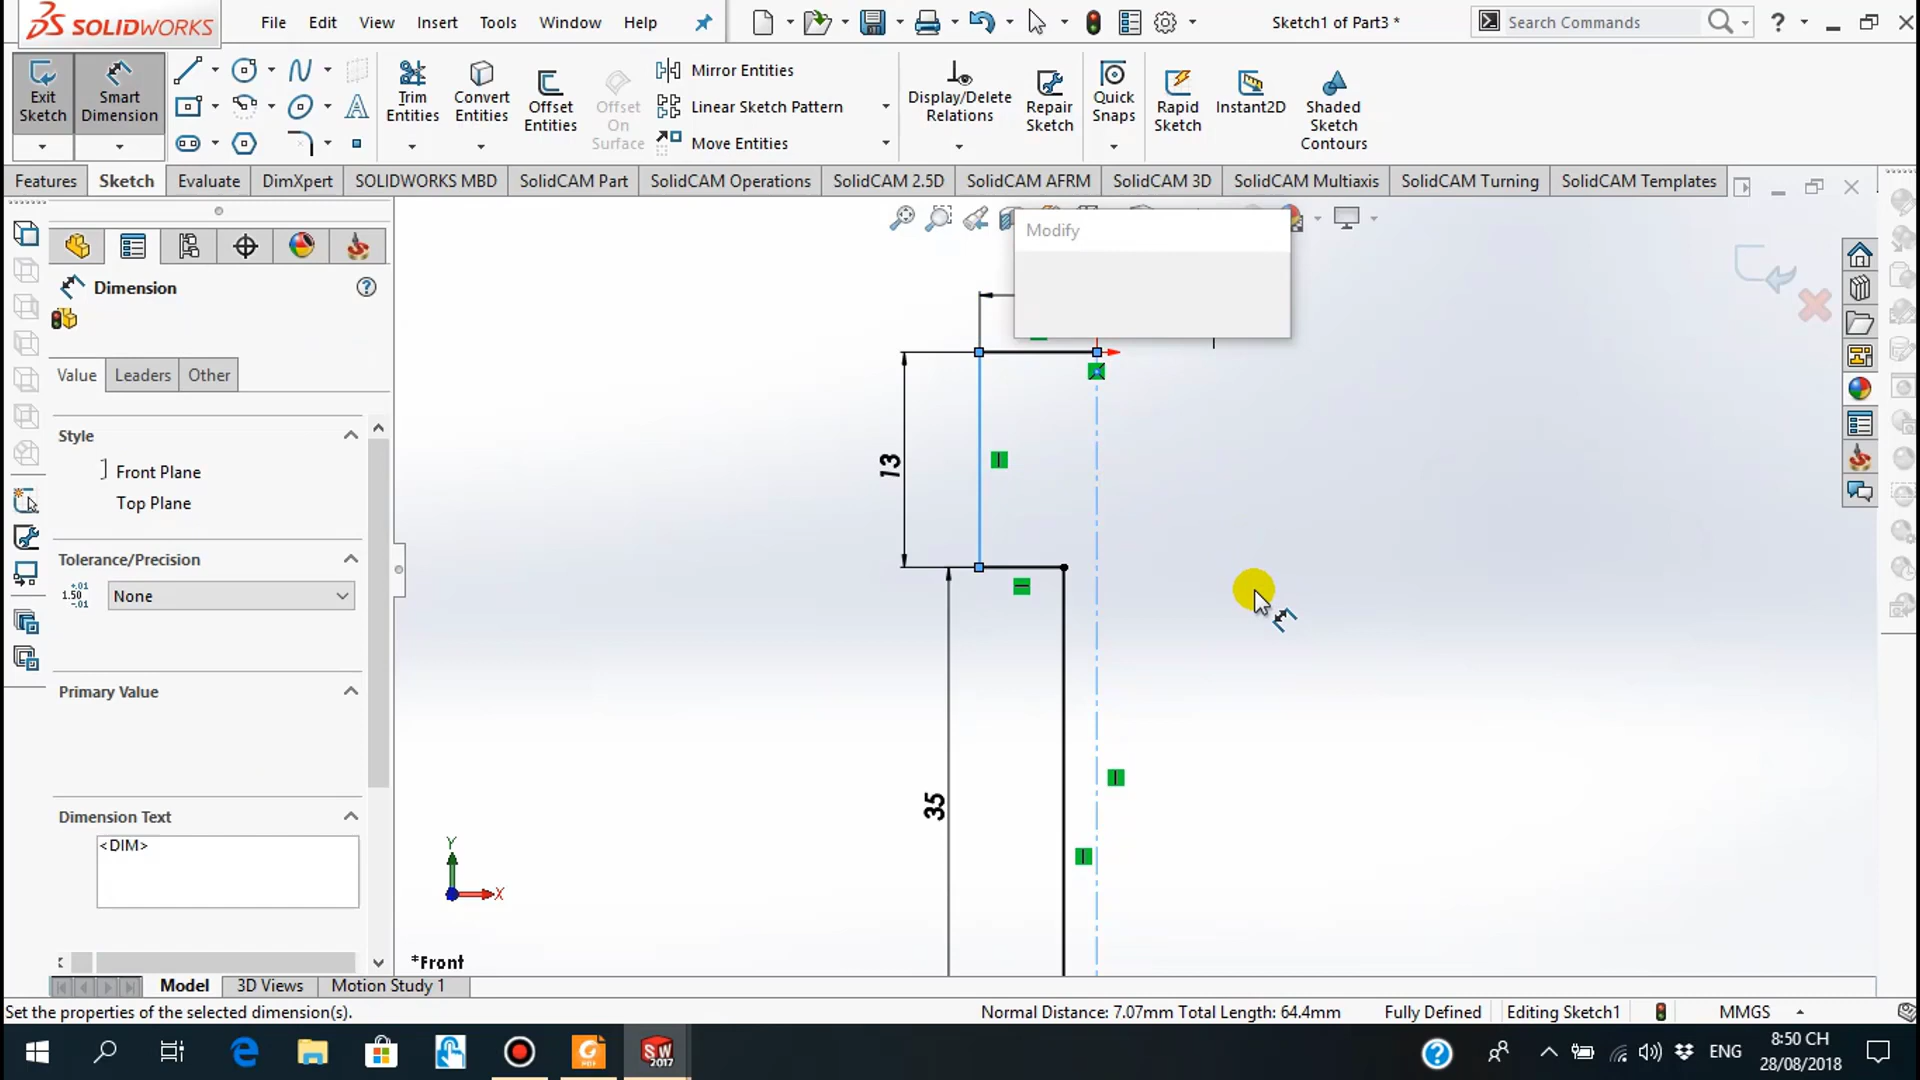 SOLIDWORKS
File Edit View Insert Tools Window Help
Sketch1 of Part3 *
Search Commands
Exit Sketch
Smart Dimension
Trim Entities
Convert Entities
Offset Entities
Offset On Surface
Mirror Entities
Linear Sketch Pattern
Move Entities
Display/Delete Relations
Repair Sketch
Quick Snaps
Rapid Sketch
Instant2D
Shaded Sketch Contours
Features Sketch Evaluate DimXpert SOLIDWORKS MBD SolidCAM Part SolidCAM Operations SolidCAM 2.5D SolidCAM AFRM SolidCAM 3D SolidCAM Multiaxis SolidCAM Turning SolidCAM Templates
Modify
Dimension
Value Leaders Other
Style
Front Plane
Top Plane
Tolerance/Precision
+.01
1.50
-.01
None
Primary Value
Dimension Text
<DIM>
13
35
Y
X
*Front
Model 3D Views Motion Study 1
Set the properties of the selected dimension(s).
Normal Distance: 7.07mm Total Length: 64.4mm Fully Defined Editing Sketch1 MMGS
SW
2017
ENG
8:50 CH
28/08/2018